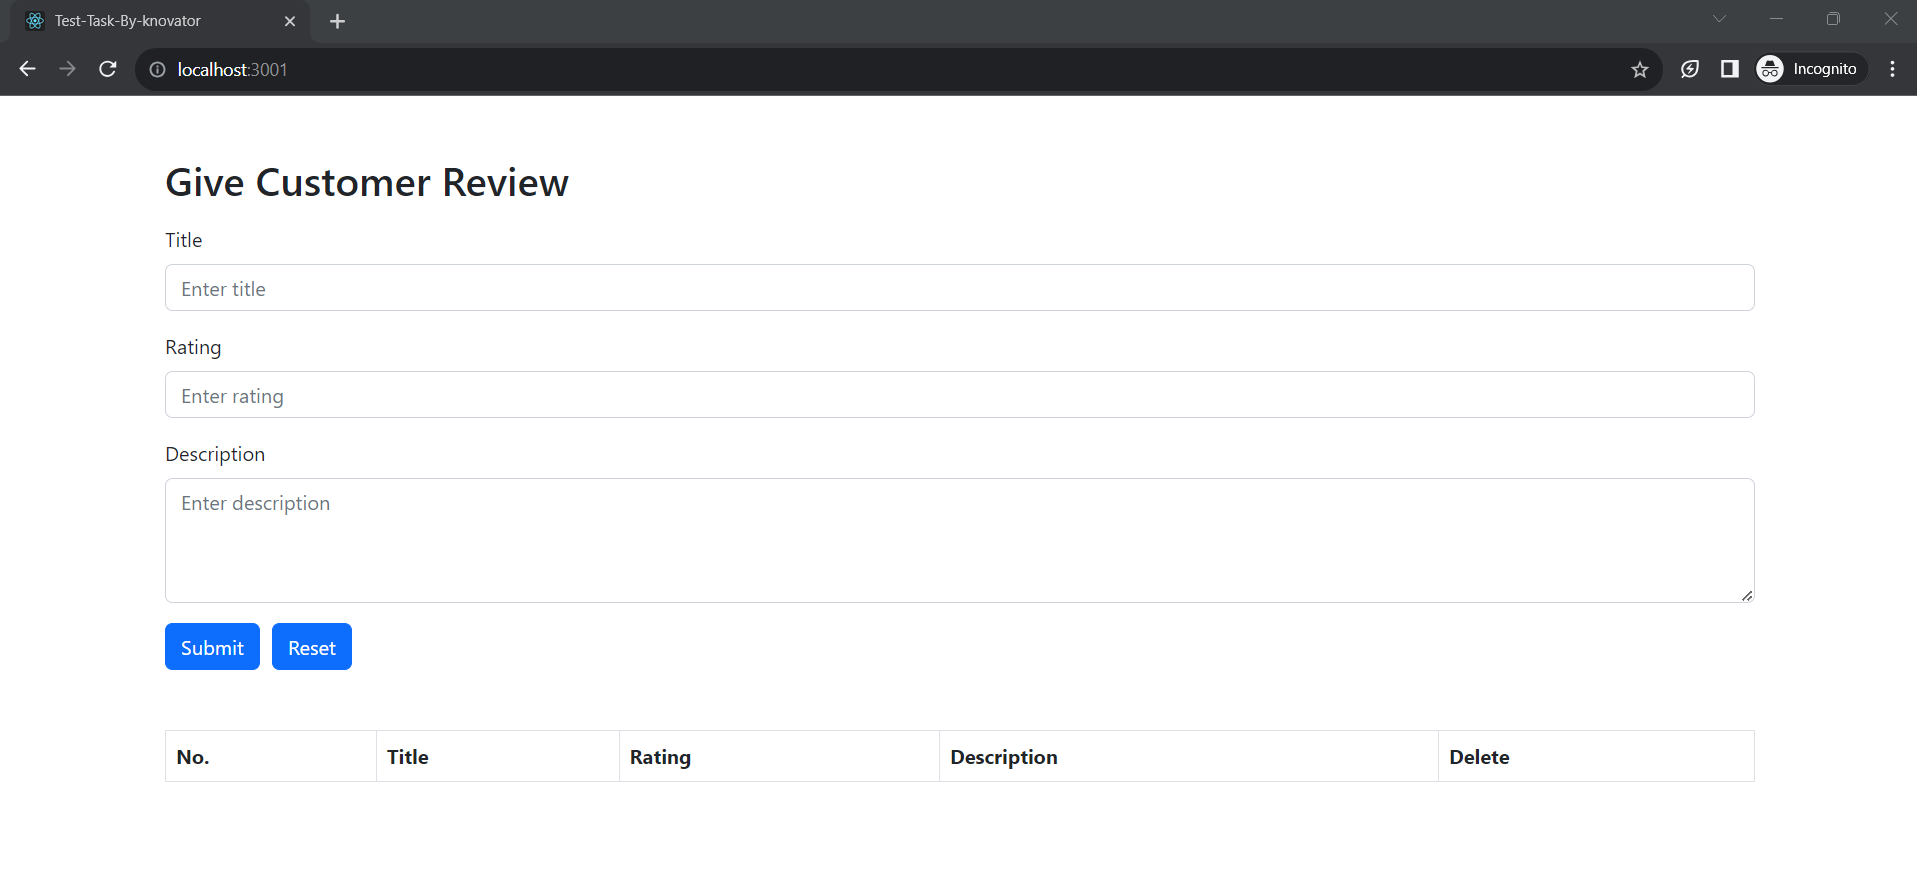 Test-Task-By-knovator
localhost:3001
Incognito
Give Customer Review
Title
Enter title
Rating
Enter rating
Description
Enter description
Submit Reset
No. Title Rating Description Delete